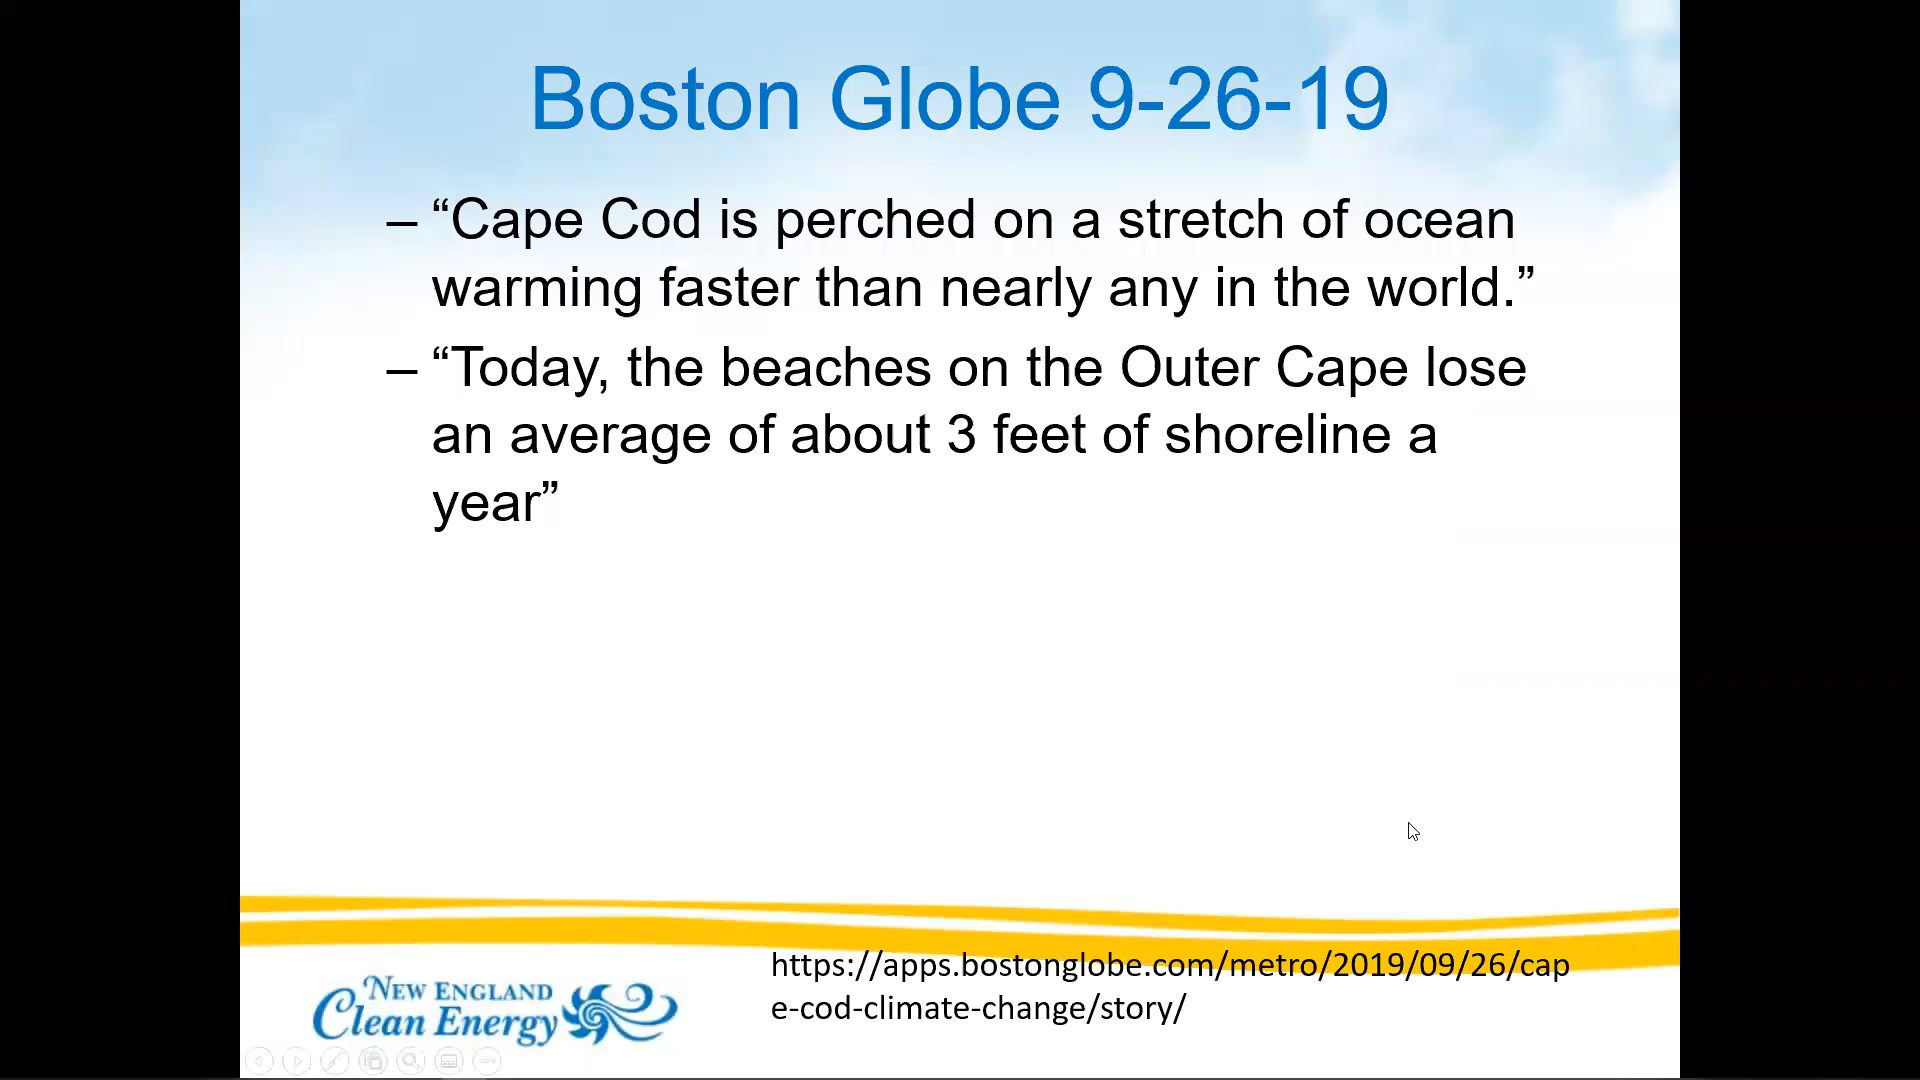 Boston Globe 9-26-19
– “Cape Cod is perched on a stretch of ocean
warming faster than nearly any in the world.”
– “Today, the beaches on the Outer Cape lose
an average of about 3 feet of shoreline a
year”
https://apps.bostonglobe.com/metro/2019/09/26/cap
e-cod-climate-change/story/
NEW ENGLAND
Clean Energy